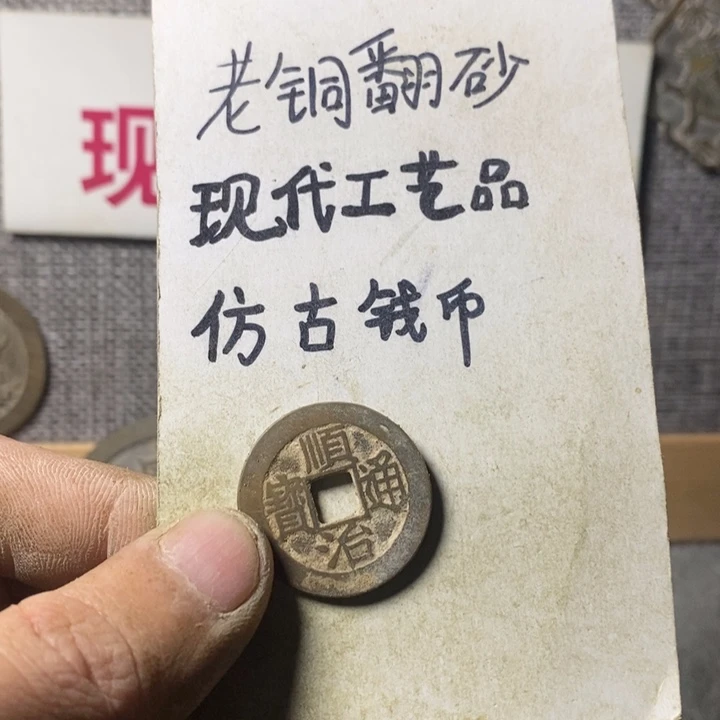 老铜翻砂
现代工艺品
仿古钱币
现
順治通寶